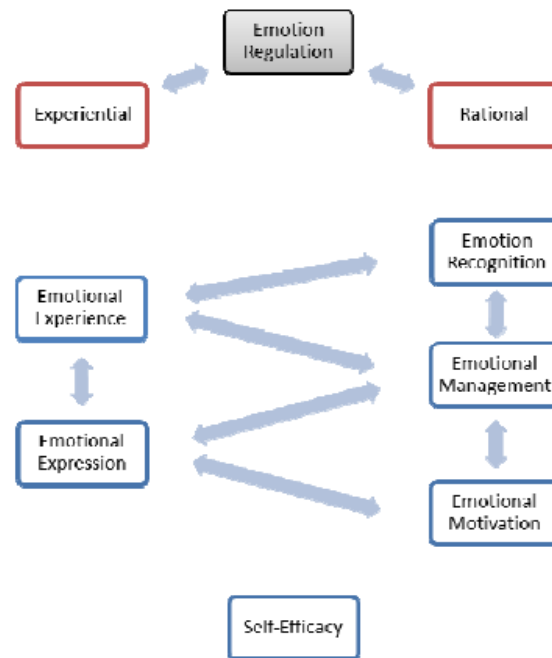 Emotion
Regulation
Experiential
Rational
Emotion
Recognition
Emotional
Experience
Emotional
Management
Emotional
Expression
Emotional
Motivation
Self-Efficacy